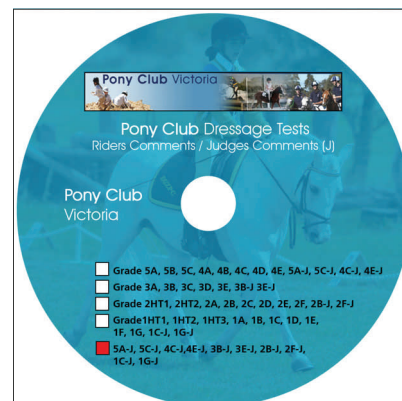 Pony Club Victoria
Pony Club Dressage Tests
Riders Comments / Judges Comments (J)
Pony Club
Victoria
Grade 5A, 5B, 5C, 4A, 4B, 4C, 4D, 4E, 5A-J, 5C-J, 4C-J, 4E-J
Grade 3A, 3B, 3C, 3D, 3E, 3B-J 3E-J
Grade 2HT1, 2HT2, 2A, 2B, 2C, 2D, 2E, 2F, 2B-J, 2F-J
Grade1HT1, 1HT2, 1HT3, 1A, 1B, 1C, 1D, 1E,
1F, 1G, 1C-J, 1G-J
5A-J, 5C-J, 4C-J,4E-J, 3B-J, 3E-J, 2B-J, 2F-J,
1C-J, 1G-J